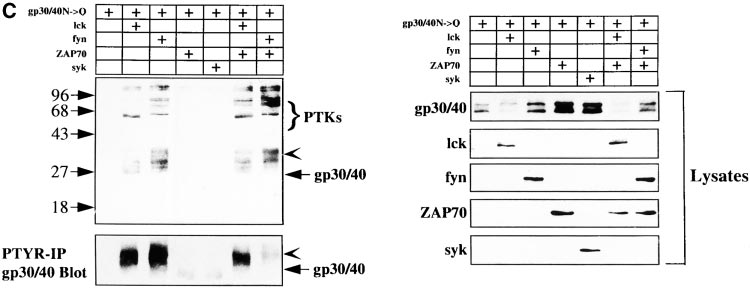 C
gp30/40N->Q + + + + + + +
lck + +
fyn + +
ZAP70 + + +
syk +
96
68
43
27
18
PTKs
gp30/40
PTYR-IP
gp30/40 Blot
gp30/40
gp30/40N->Q + + + + + + +
lck + +
fyn + +
ZAP70 + + +
syk +
gp30/40
lck
fyn
ZAP70
syk
Lysates